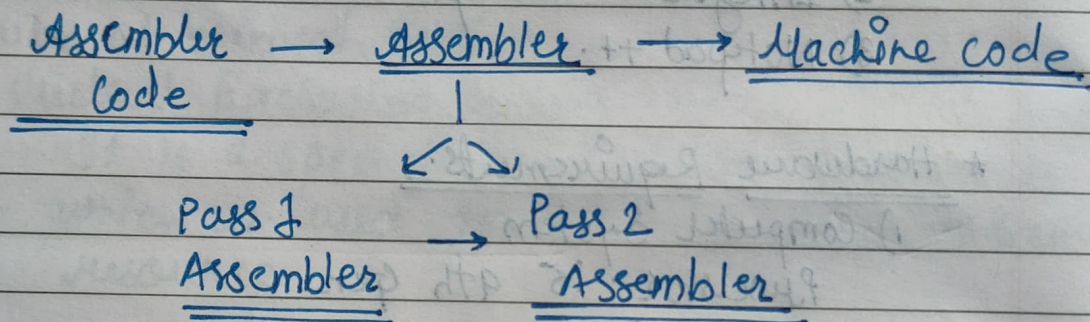 Assembler → Assembler → Machine code
Code
Pass 1 → Pass 2
Assembler Assembler